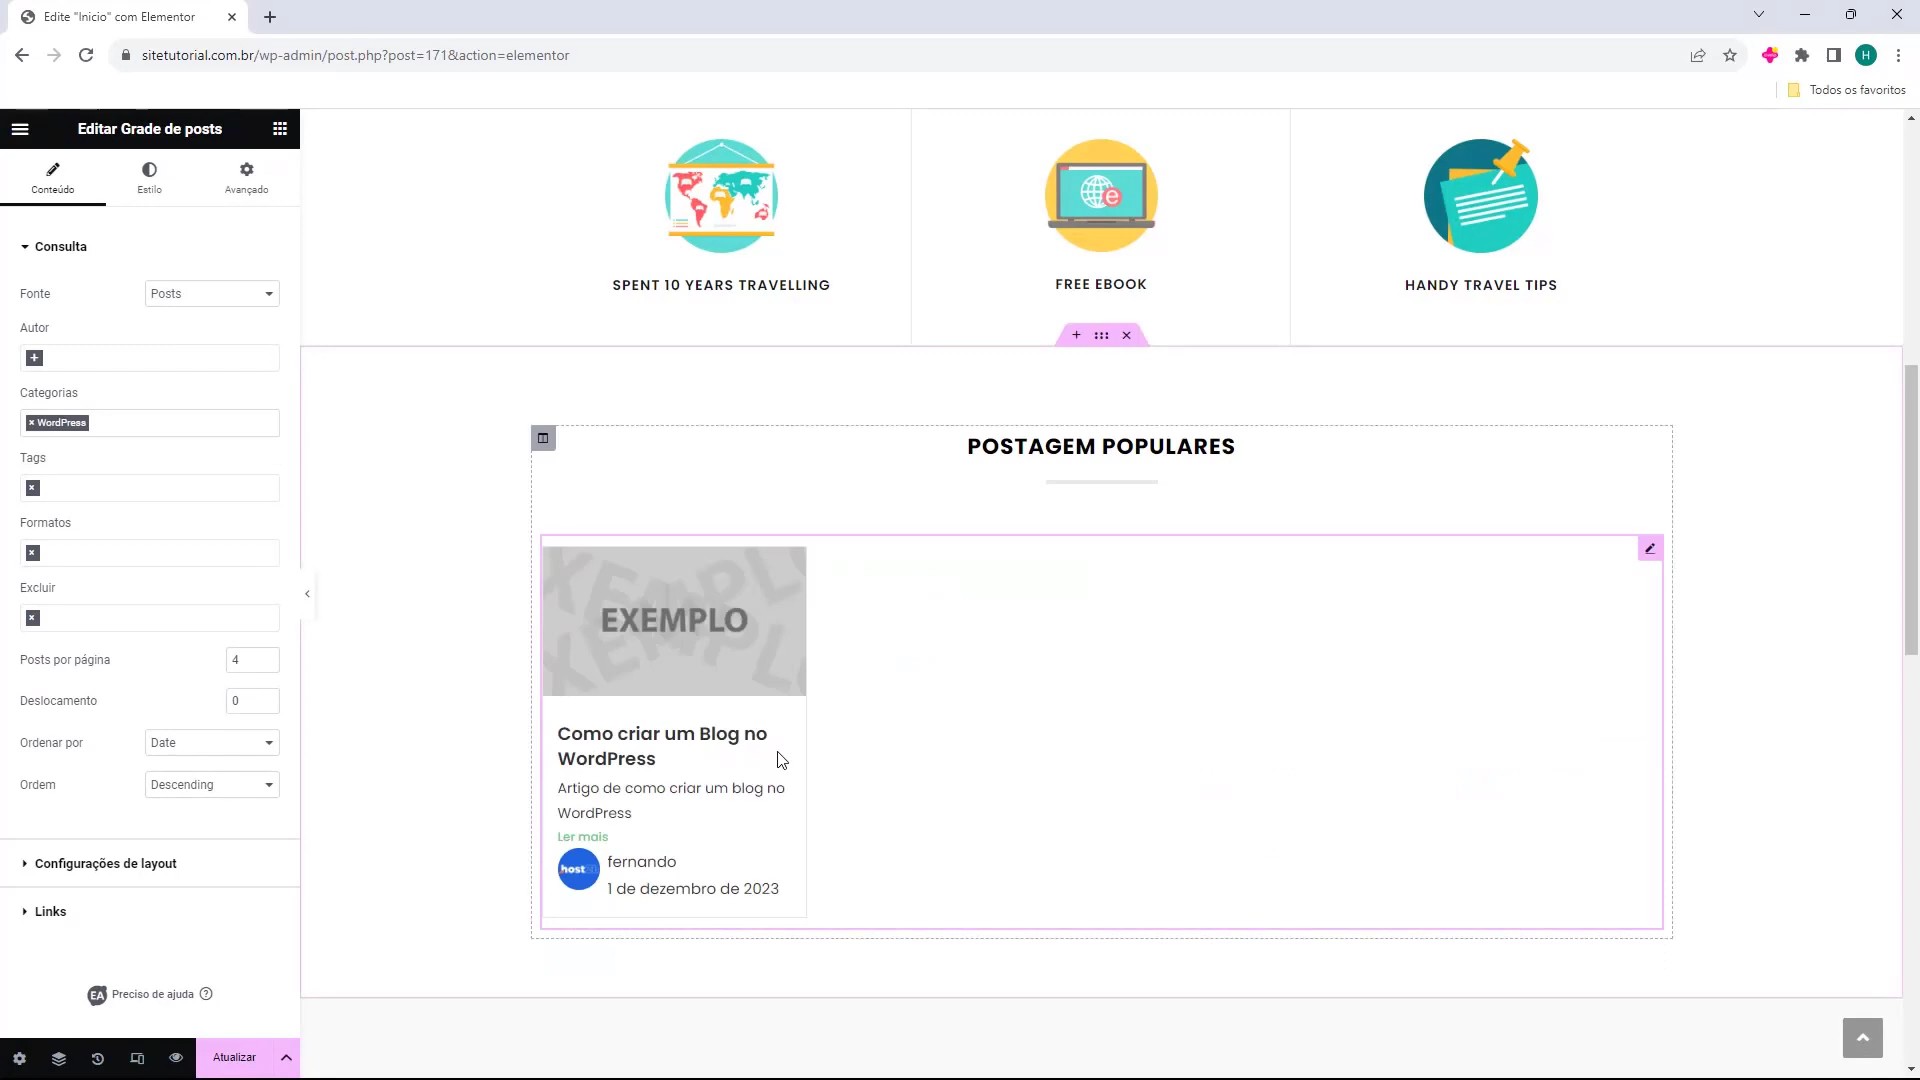 Edite "Inicio" com Elementor
sitetutorial.com.br/wp-admin/post.php?post=171&action=elementor
H
Todos os favoritos
Editar Grade de posts
Conteúdo
Estilo
Avançado
Consulta
Fonte
Posts
Autor
Categorias
× WordPress
Tags
Formatos
Excluir
Posts por página
4
Deslocamento
0
Ordenar por
Date
Ordem
Descending
Configurações de layout
Links
EA
Preciso de ajuda
Atualizar
SPENT 10 YEARS TRAVELLING
FREE EBOOK
HANDY TRAVEL TIPS
POSTAGEM POPULARES
EXEMPLO
Como criar um Blog no
WordPress
Artigo de como criar um blog no
WordPress
Ler mais
host
fernando
1 de dezembro de 2023